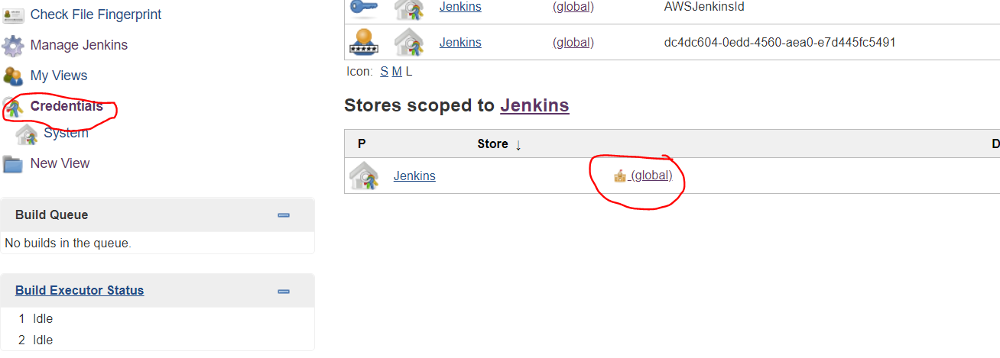 Check File Fingerprint
Manage Jenkins
My Views
Credentials
System
New View
Build Queue
No builds in the queue.
Build Executor Status
1 Idle
2 Idle
Jenkins (global) AWSJenkinsId
Jenkins (global) dc4dc604-0edd-4560-aea0-e7d445fc5491
Icon: S M L
Stores scoped to Jenkins
P Store ↓ D
Jenkins (global)